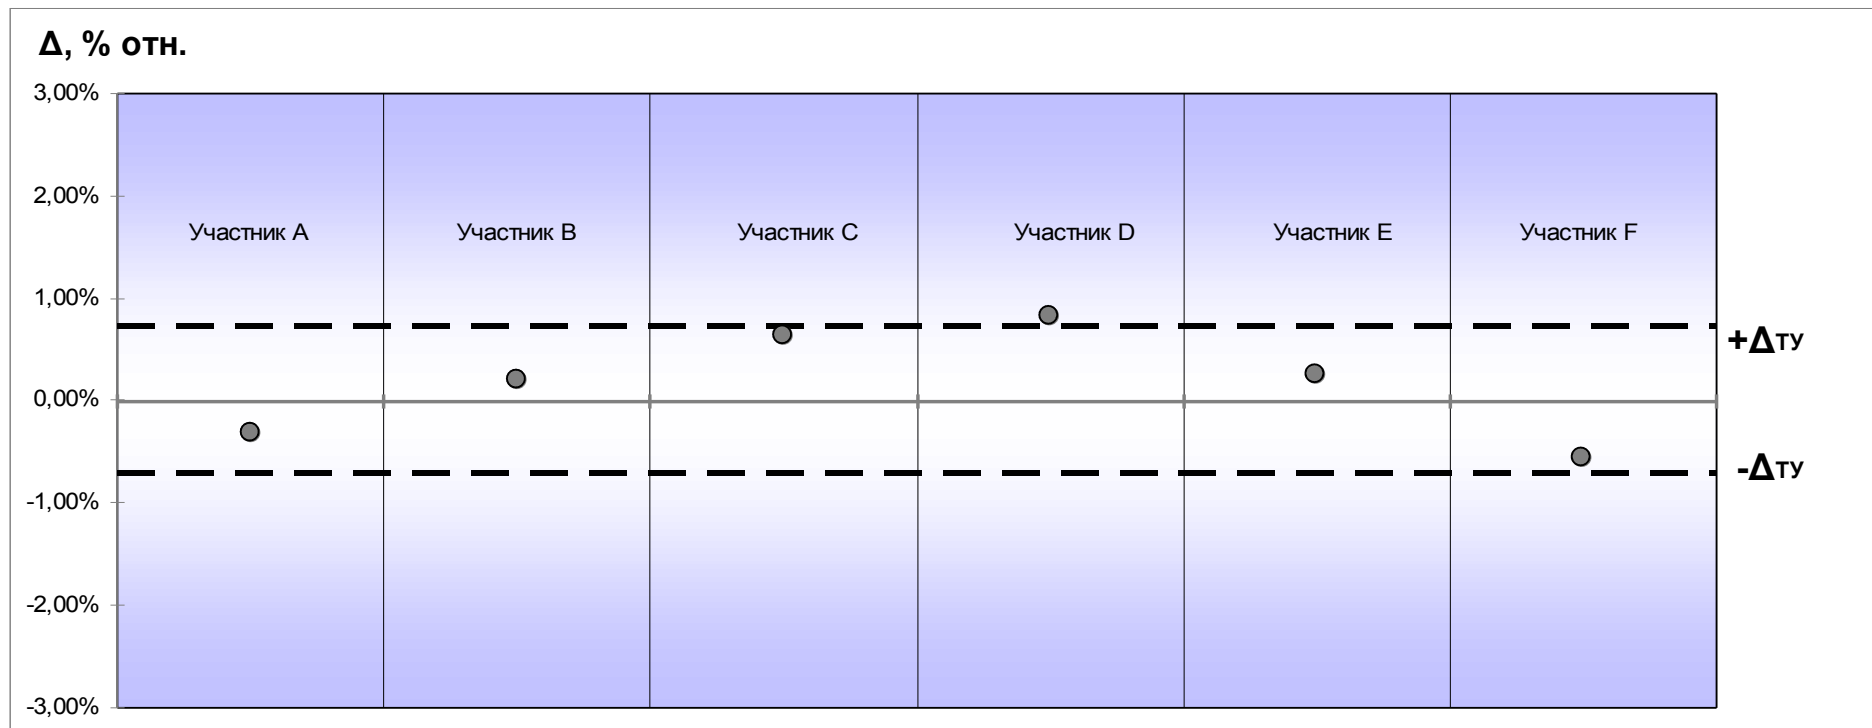 Δ, % отн.
3,00%
2,00%
Участник A
Участник B
Участник C
Участник D
Участник E
Участник F
1,00%
+ΔТУ
0,00%
-ΔТУ
-1,00%
-2,00%
-3,00%